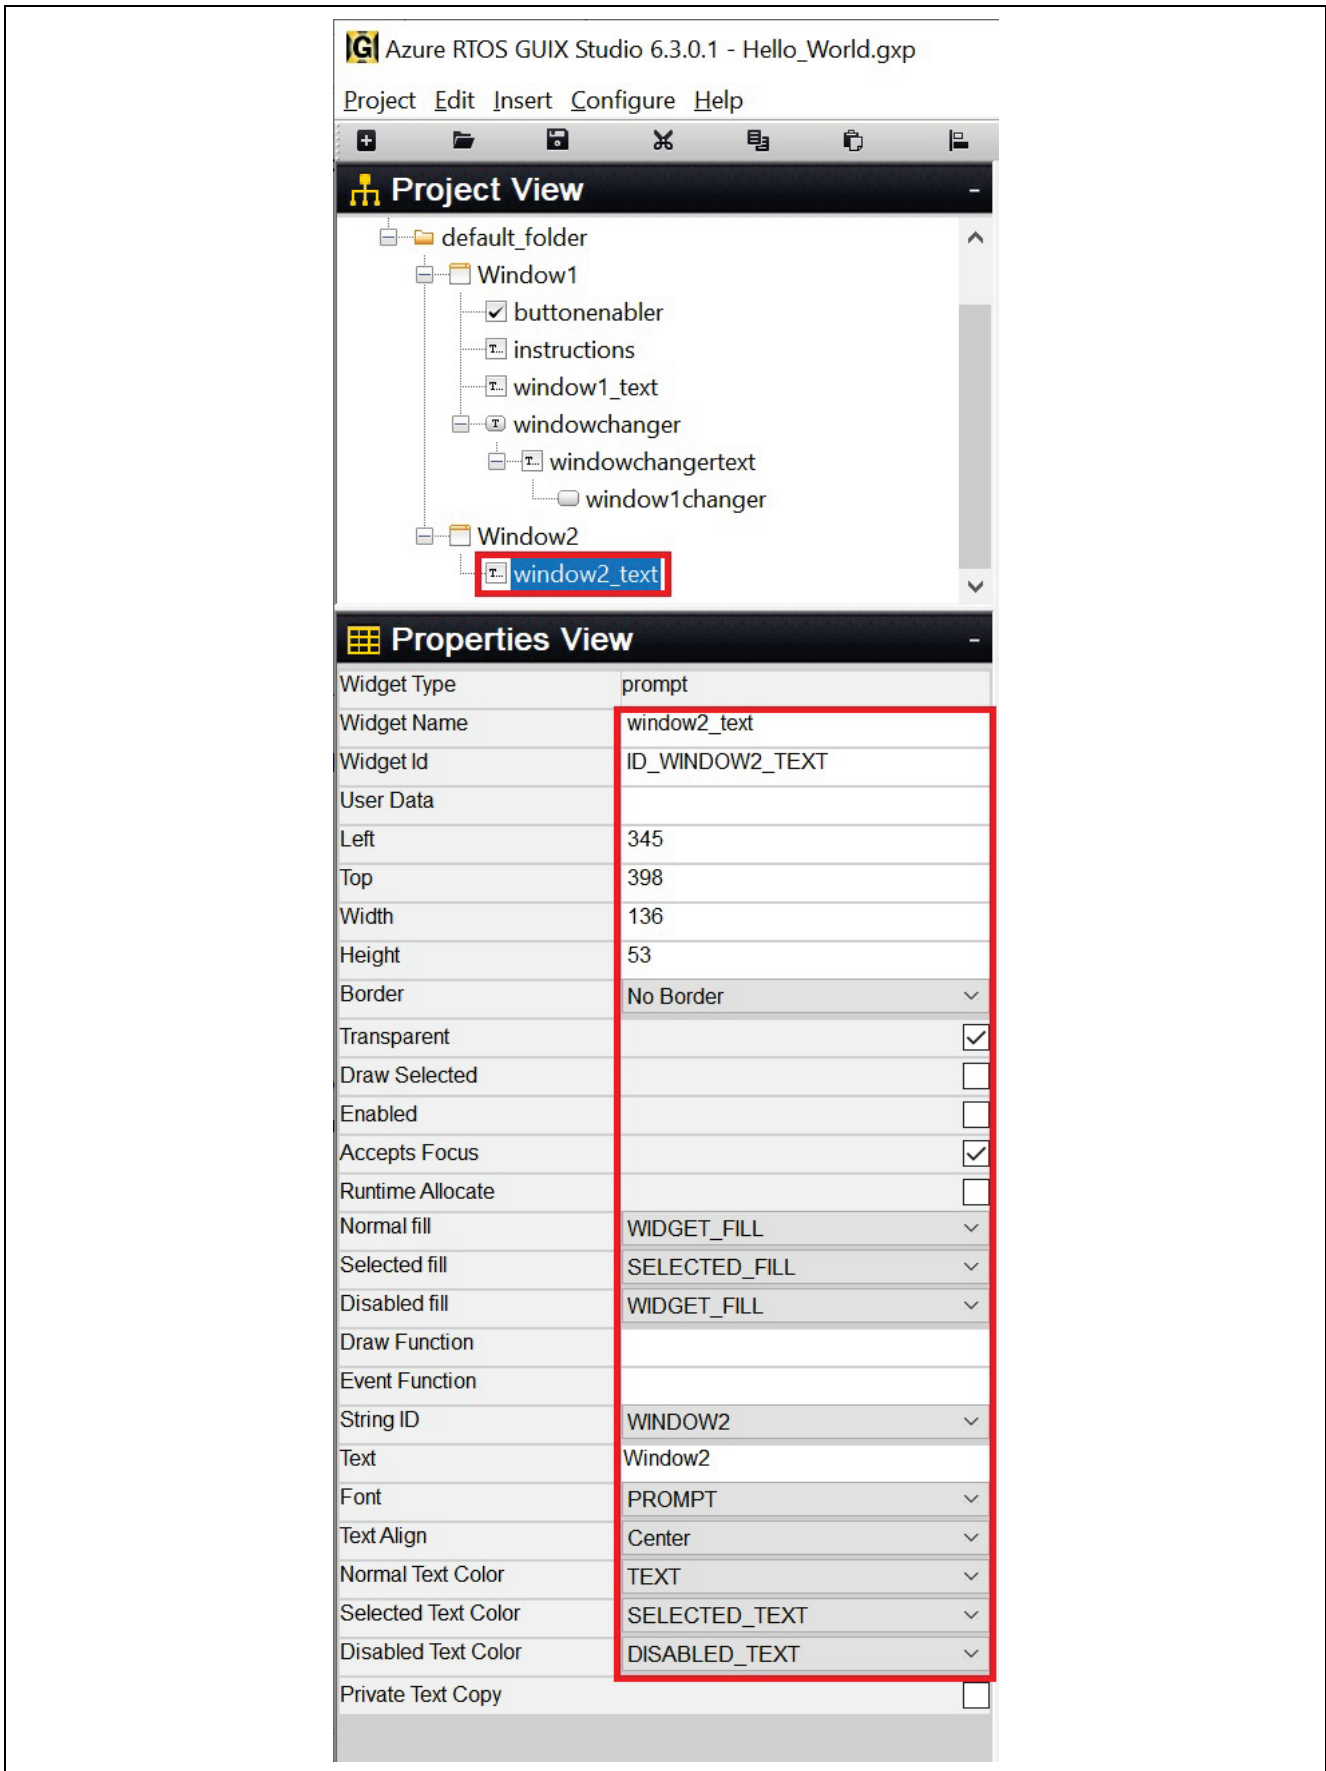 Azure RTOS GUIX Studio 6.3.0.1 - Hello_World.gxp
Project Edit Insert Configure Help
Project View
default_folder
Window1
buttonenabler
T... instructions
T... window1_text
T windowchanger
T... windowchangertext
window1changer
Window2
T... window2_text
Properties View
Widget Type prompt
Widget Name window2_text
Widget Id ID_WINDOW2_TEXT
User Data
Left 345
Top 398
Width 136
Height 53
Border No Border
Transparent
Draw Selected
Enabled
Accepts Focus
Runtime Allocate
Normal fill WIDGET_FILL
Selected fill SELECTED_FILL
Disabled fill WIDGET_FILL
Draw Function
Event Function
String ID WINDOW2
Text Window2
Font PROMPT
Text Align Center
Normal Text Color TEXT
Selected Text Color SELECTED_TEXT
Disabled Text Color DISABLED_TEXT
Private Text Copy